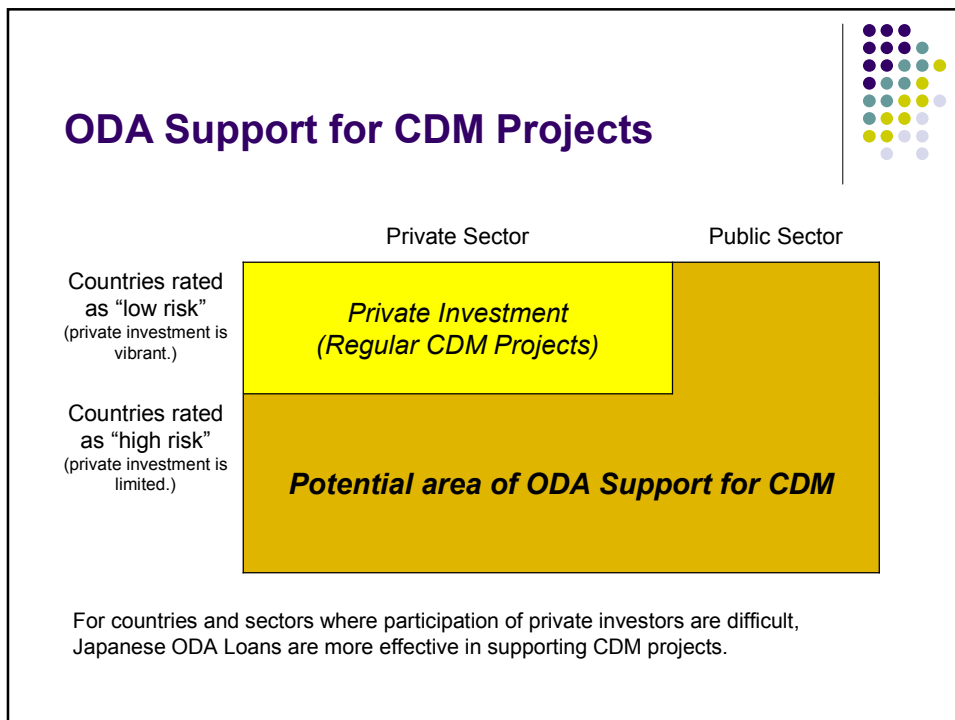 ODA Support for CDM Projects
Private Sector
Public Sector
Countries rated
as “low risk”
(private investment is
vibrant.)
Private Investment
(Regular CDM Projects)
Countries rated
as “high risk”
(private investment is
limited.)
Potential area of ODA Support for CDM
For countries and sectors where participation of private investors are difficult,
Japanese ODA Loans are more effective in supporting CDM projects.